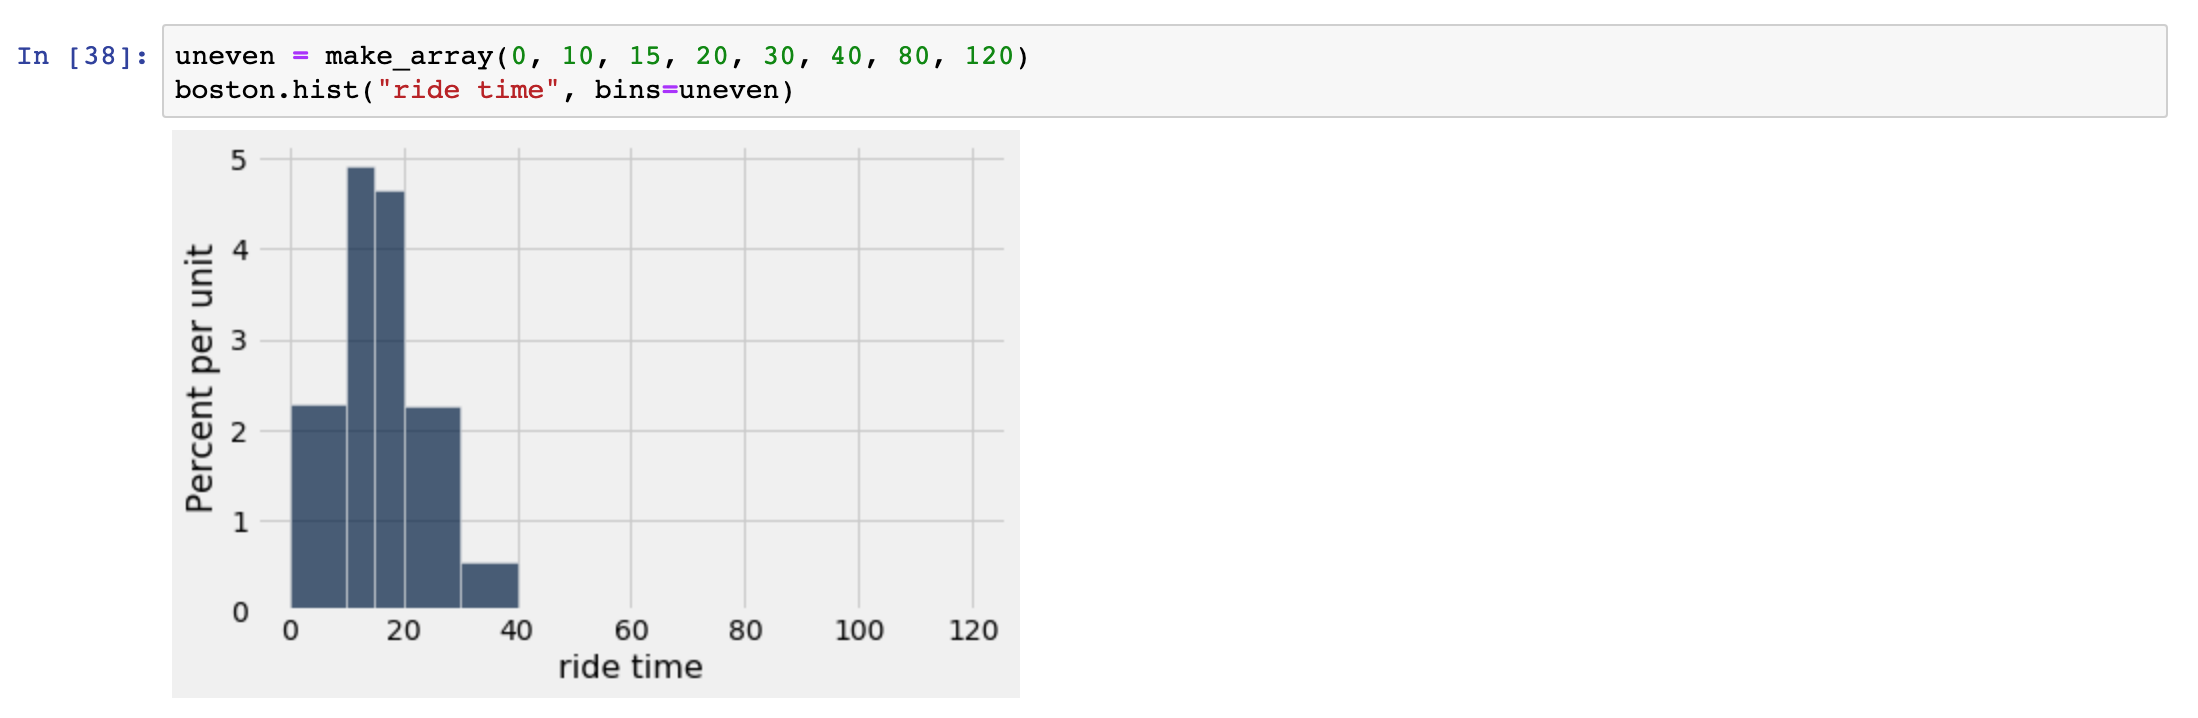 In [38]: uneven = make_array(0, 10, 15, 20, 30, 40, 80, 120)
boston.hist("ride time", bins=uneven)
5
4
3
2
1
0
Percent per unit
0 20 40 60 80 100 120
ride time